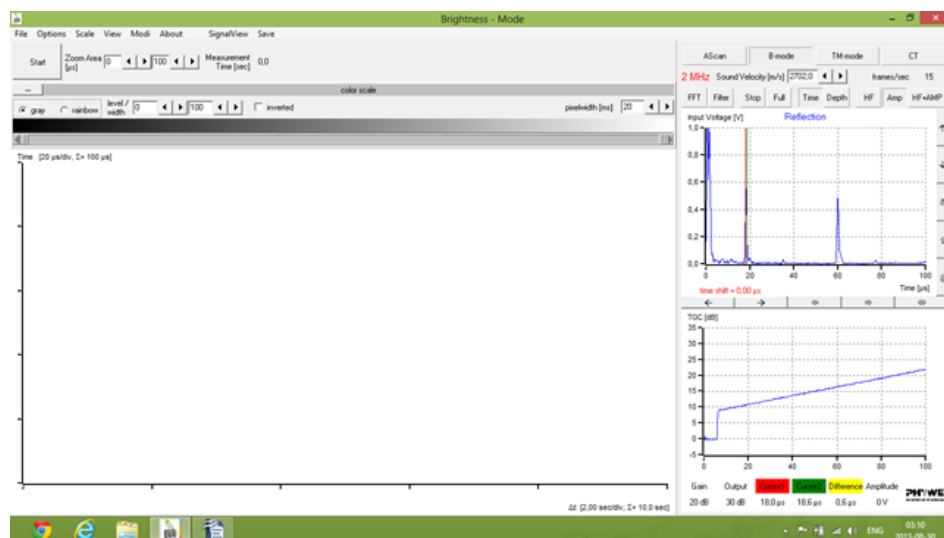 Brightness - Mode
File Options Scale View Modi About SignalView Save
Start
Zoom Area [µs] 0 100 Measurement Time [sec] 0,0
color scale
gray rainbow level / width 0 100 inverted pixelwidth [ms]: 20
Time [20 µs/div, Σ= 100 µs]
Δt [2,00 sec/div, Σ= 10,0 sec]
AScan B-mode TM-mode CT
2 MHz Sound Velocity [m/s] 2702,0 frames/sec 15
FFT Filter Stop Full Time Depth HF Amp HF+AMP
Input Voltage [V] Reflection
1,0
0,8
0,6
0,4
0,2
0,0
0 20 40 60 80 100
time shift = 0,00 µs Time [µs]
TGC [dB]
35
30
25
20
15
10
5
0
-5
0 20 40 60 80 100
Gain Output Cursor1 Cursor2 Difference Amplitude
20 dB 30 dB 18,0 µs 18,6 µs 0,6 µs 0 V
PHYWE
ENG 03:10
2013-08-30